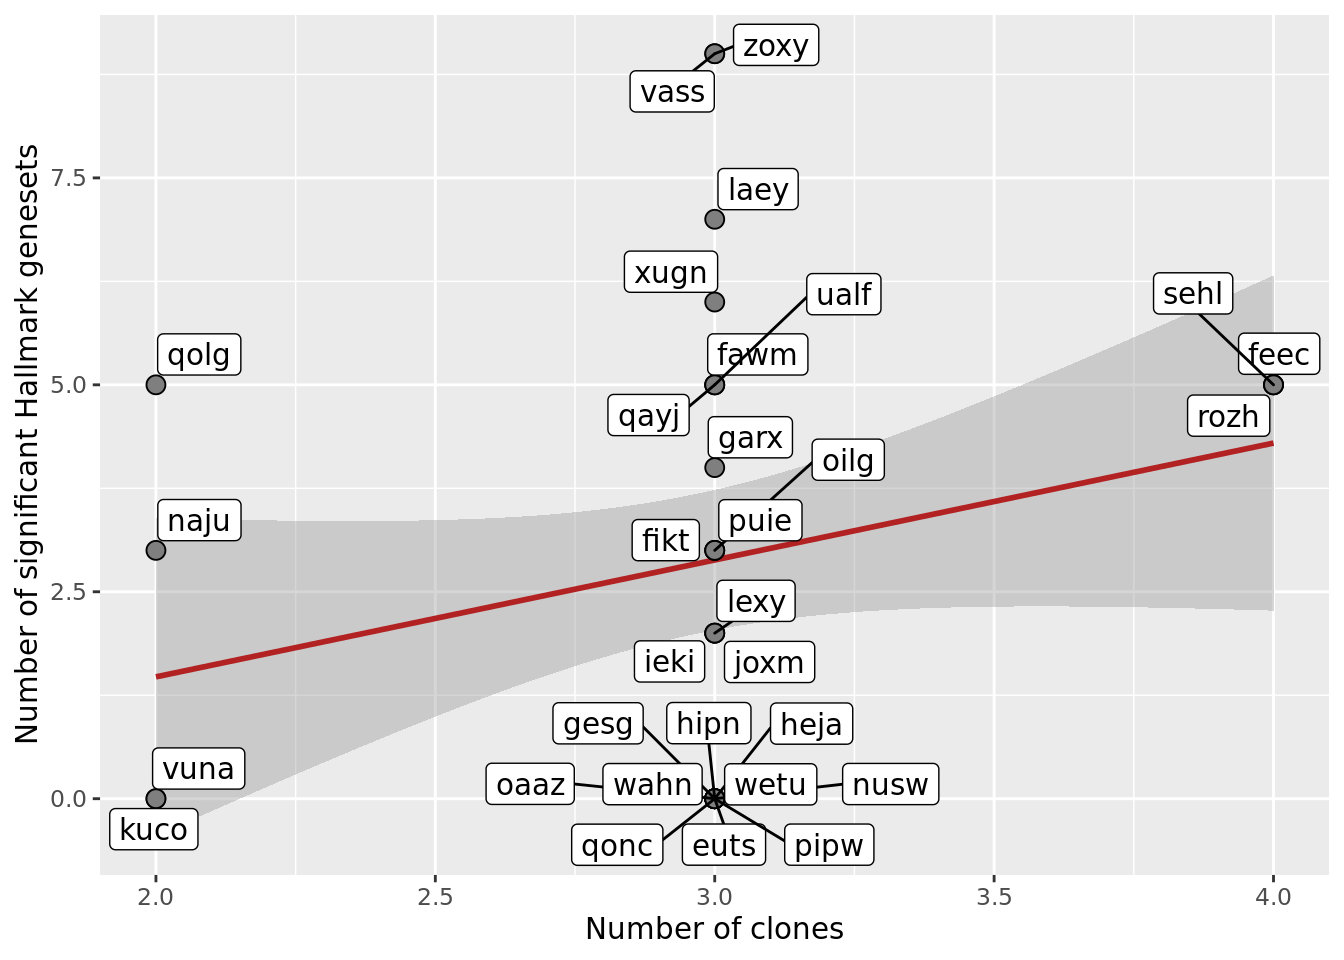 zoxy
vass
7.5
laey
xugn
ualf
sehl
qolg
fawm
feec
5.0
qayj
rozh
garx
oilg
naju
puie
fikt
2.5
lexy
ieki
joxm
gesg
hipn
heja
vuna
oaaz
wahn
wetu
nusw
0.0
kuco
qonc
euts
pipw
2.0
2.5
3.0
3.5
4.0
Number of clones
Number of significant Hallmark genesets